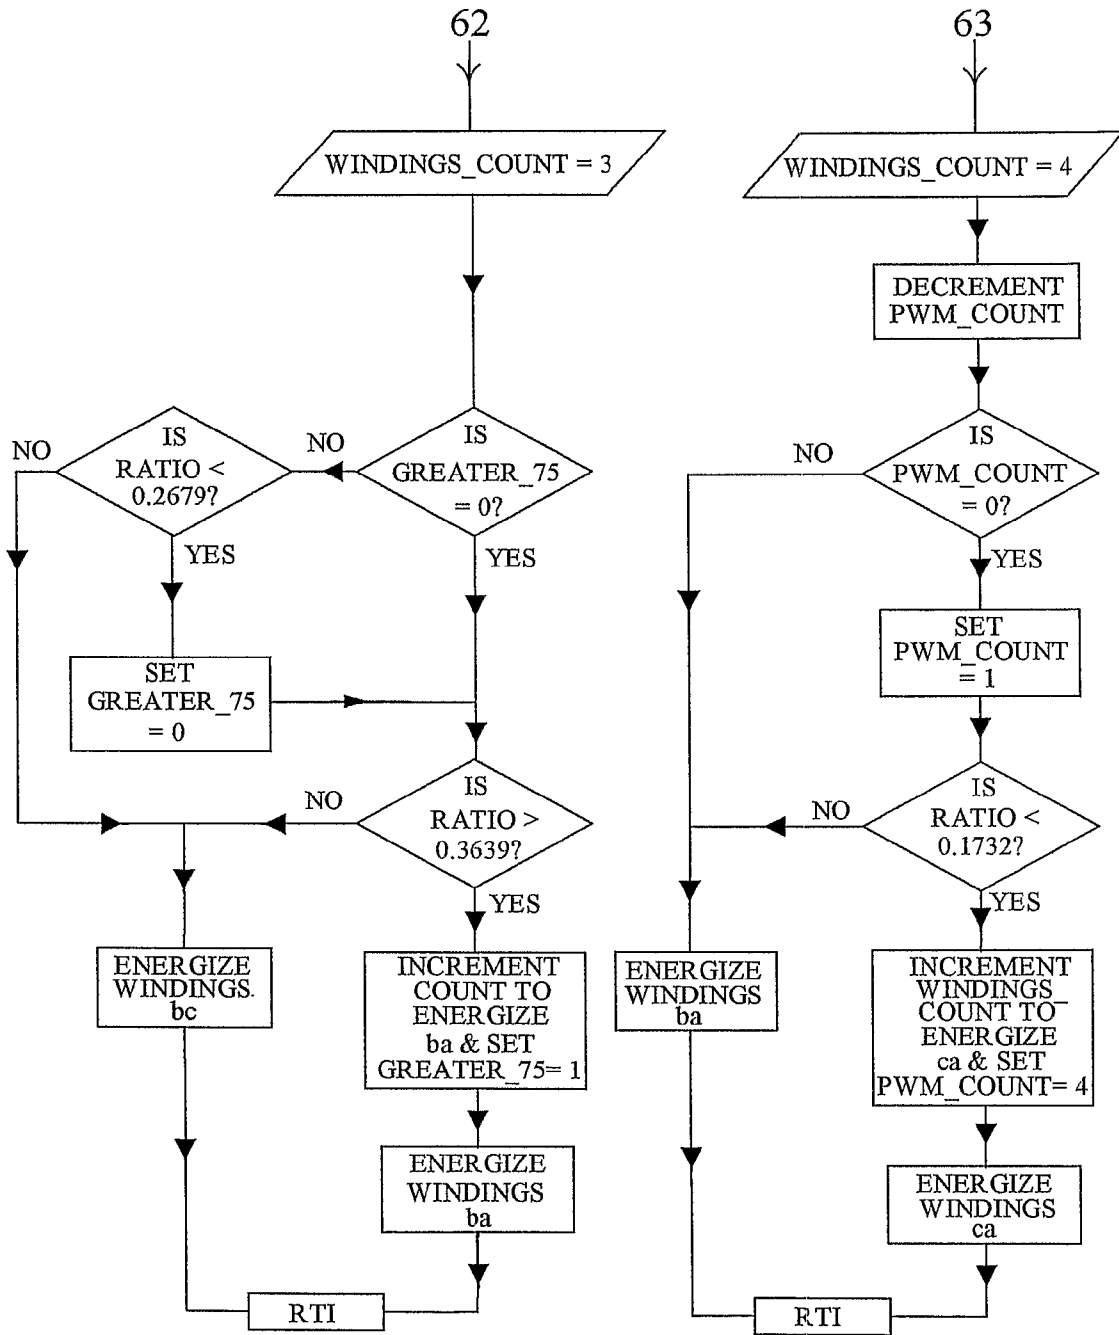 62
WINDINGS_COUNT = 3
IS
GREATER_75
= 0?
NO
YES
IS
RATIO <
0.2679?
NO
YES
SET
GREATER_75
= 0
IS
RATIO >
0.3639?
NO
YES
ENERGIZE
WINDINGS.
bc
INCREMENT
COUNT TO
ENERGIZE
ba & SET
GREATER_75= 1
ENERGIZE
WINDINGS
ba
RTI
63
WINDINGS_COUNT = 4
DECREMENT
PWM_COUNT
IS
PWM_COUNT
= 0?
NO
YES
SET
PWM_COUNT
= 1
IS
RATIO <
0.1732?
NO
YES
ENERGIZE
WINDINGS
ba
INCREMENT
WINDINGS_
COUNT TO
ENERGIZE
ca & SET
PWM_COUNT= 4
ENERGIZE
WINDINGS
ca
RTI